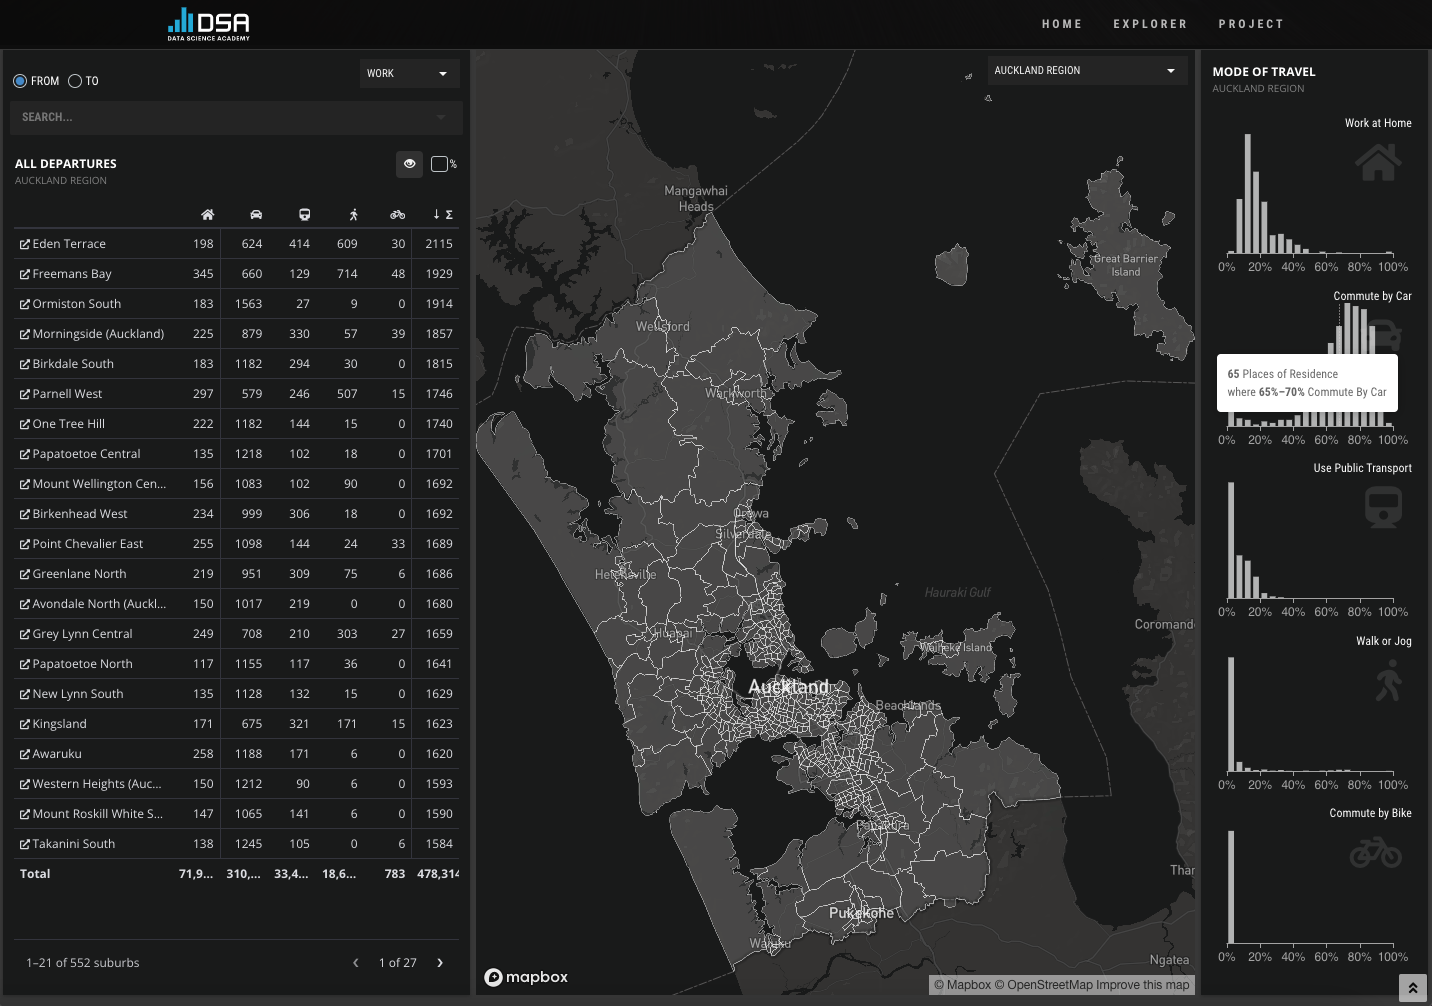 DSA
DATA SCIENCE ACADEMY
HOME EXPLORER PROJECT
FROM TO
WORK
SEARCH...
ALL DEPARTURES
%
AUCKLAND REGION
Σ
Eden Terrace 198 624 414 609 30 2115
Freemans Bay 345 660 129 714 48 1929
Ormiston South 183 1563 27 9 0 1914
Morningside (Auckland) 225 879 330 57 39 1857
Birkdale South 183 1182 294 30 0 1815
Parnell West 297 579 246 507 15 1746
One Tree Hill 222 1182 144 15 0 1740
Papatoetoe Central 135 1218 102 18 0 1701
Mount Wellington Cen... 156 1083 102 90 0 1692
Birkenhead West 234 999 306 18 0 1692
Point Chevalier East 255 1098 144 24 33 1689
Greenlane North 219 951 309 75 6 1686
Avondale North (Auckl... 150 1017 219 0 0 1680
Grey Lynn Central 249 708 210 303 27 1659
Papatoetoe North 117 1155 117 36 0 1641
New Lynn South 135 1128 132 15 0 1629
Kingsland 171 675 321 171 15 1623
Awaruku 258 1188 171 6 0 1620
Western Heights (Auc... 150 1212 90 6 0 1593
Mount Roskill White S... 147 1065 141 6 0 1590
Takanini South 138 1245 105 0 6 1584
Total 71,9... 310,... 33,4... 18,6... 783 478,314
1–21 of 552 suburbs
1 of 27
AUCKLAND REGION
Mangawhai
Heads
Great Barrier
Island
Wellsford
Warkworth
Orewa
Silverdale
Helensville
Hauraki Gulf
Coromand
Huapai
Waiheke Island
Auckland
Beachlands
Papakura
Thar
Pukekohe
Waiuku
Ngatea
mapbox
© Mapbox © OpenStreetMap Improve this map
MODE OF TRAVEL
AUCKLAND REGION
Work at Home
0% 20% 40% 60% 80% 100%
Commute by Car
65 Places of Residence
where 65%–70% Commute By Car
0% 20% 40% 60% 80% 100%
Use Public Transport
0% 20% 40% 60% 80% 100%
Walk or Jog
0% 20% 40% 60% 80% 100%
Commute by Bike
0% 20% 40% 60% 80% 100%